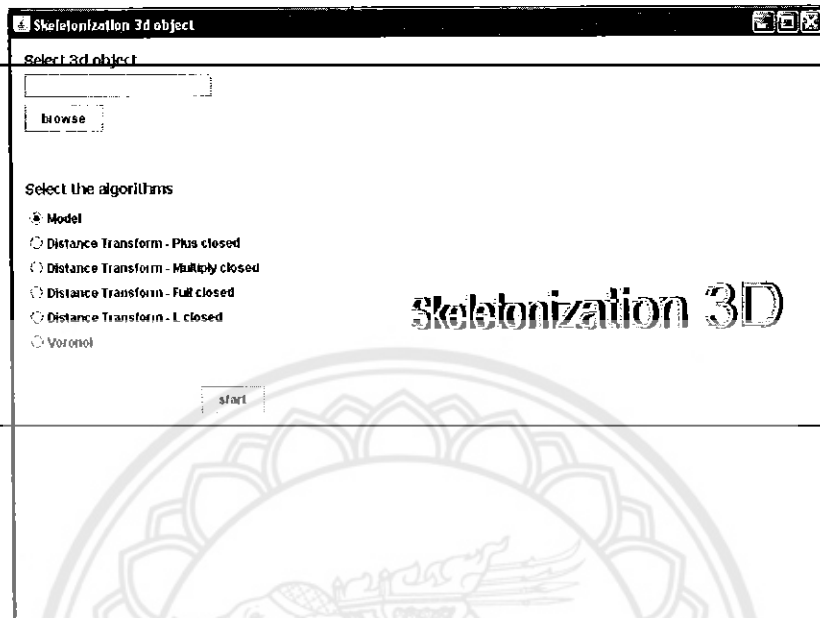 Skeletonization 3d object
Select 3d object
browse
Select the algorithms
Model
Distance Transform - Plus closed
Distance Transform - Multiply closed
Distance Transform - Full closed
Distance Transform - L closed
Voronoi
Skeletonization 3D
start